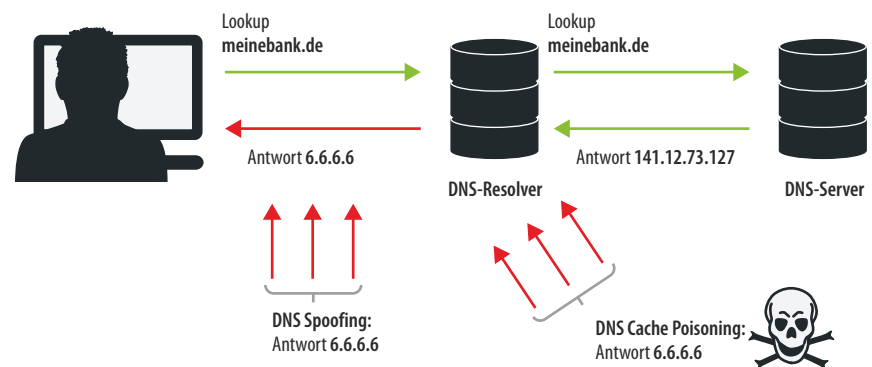 Lookup
meinebank.de
Lookup
meinebank.de
Antwort 6.6.6.6
Antwort 141.12.73.127
DNS-Resolver
DNS-Server
DNS Spoofing:
Antwort 6.6.6.6
DNS Cache Poisoning:
Antwort 6.6.6.6